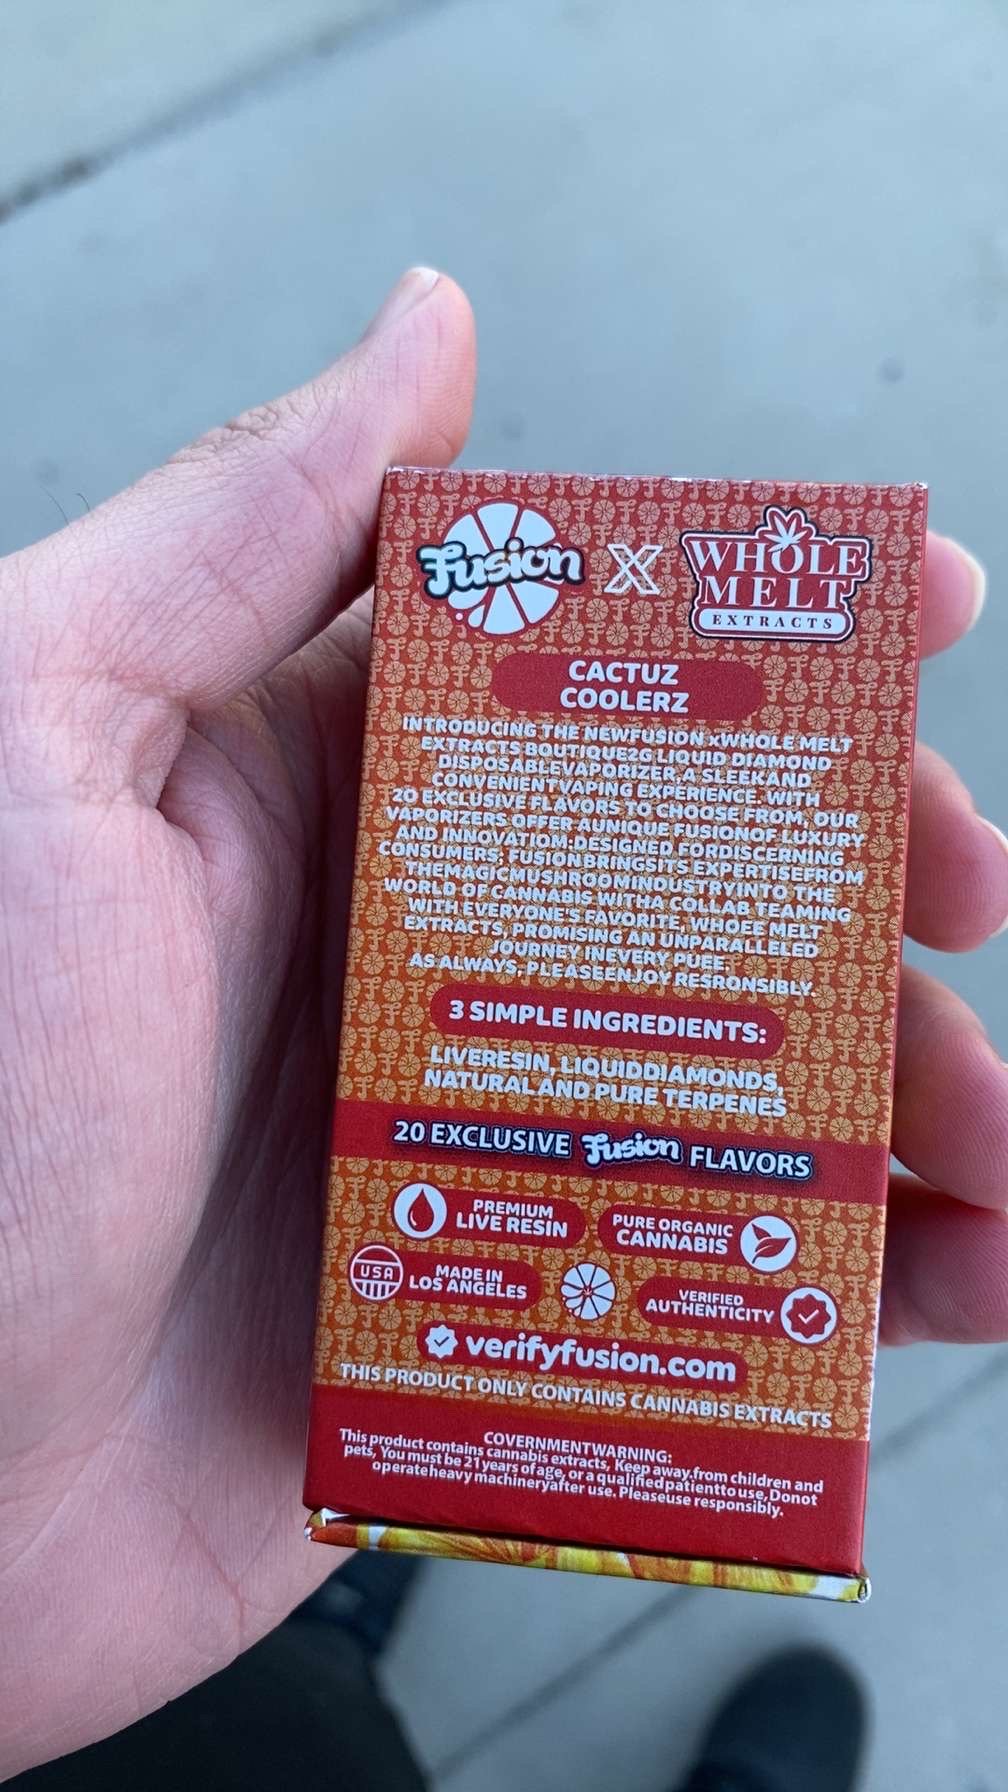 Fusion X WHOLE MELT EXTRACTS
CACTUZ
COOLERZ
INTRODUCING THE NEWFUSION xWHOLE MELT
EXTRACTS BOUTIQUE2G LIQUID DIAMOND
DISPOSABLEVAPORIZER,A SLEEKAND
CONVENIENTVAPING EXPERIENCE. WITH
20 EXCLUSIVE FLAVORS TO CHOOSE FROM, OUR
VAPORIZERS OFFER AUNIQUE FUSIONOF LUXURY
AND INNOVATIOM:DESIGNED FORDISCERNING
CONSUMERS; FUSION BRINGSITS EXPERTISEFROM
THEMAGICMUSHROOMINDUSTRYINTO THE
WORLD OF CANNABIS WITHA COLLAB TEAMING
WITH EVERYONE'S FAVORITE, WHOEE MELT
EXTRACTS, PROMISING AN UNPARALLELED
JOURNEY INEVERY PUEE.
AS ALWAYS, PLEASEENJOY RESRONSIBLY.
3 SIMPLE INGREDIENTS:
LIVERESIN, LIQUIDDIAMONDS,
NATURAL AND PURE TERPENES
20 EXCLUSIVE Fusion FLAVORS
PREMIUM
LIVE RESIN
PURE ORGANIC
CANNABIS
USA
MADE IN
LOS ANGELES
VERIFIED
AUTHENTICITY
verifyfusion.com
THIS PRODUCT ONLY CONTAINS CANNABIS EXTRACTS
COVERNMENTWARNING:
This product contains cannabis extracts, Keep away.from children and
pets, You must be 21 years of age, or a qualifiedpatienttouse, Donot
operateheavy machineryafter use. Pleaseuse responsibly.